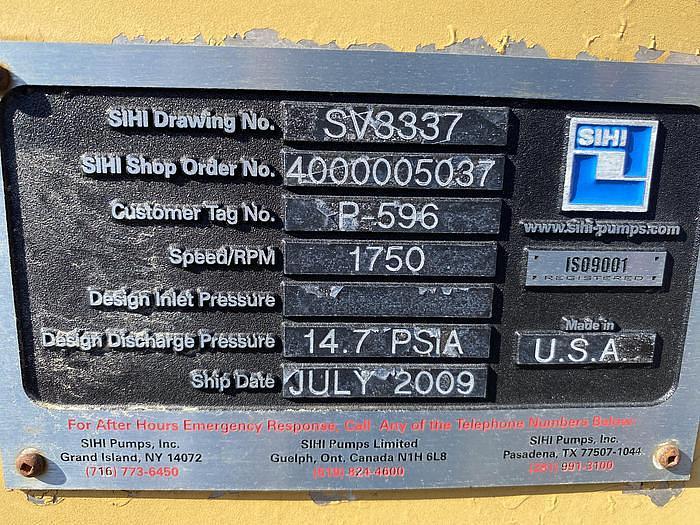 SIHI Drawing No. SV8337
SIHI Shop Order No. 4000005037
Customer Tag No. P-596
Speed/RPM 1750
Design Inlet Pressure
Design Discharge Pressure 14.7 PSIA
Ship Date JULY 2009
SIHI
www.sihi-pumps.com
ISO9001
REGISTERED
Made in
U.S.A
For After Hours Emergency Response, Call Any of the Telephone Numbers Below
SIHI Pumps, Inc.
Grand Island, NY 14072
(716) 773-6450
SIHI Pumps Limited
Guelph, Ont. Canada N1H 6L8
(519) 824-4600
SIHI Pumps, Inc.
Pasadena, TX 77507-1044
(281) 991-3100